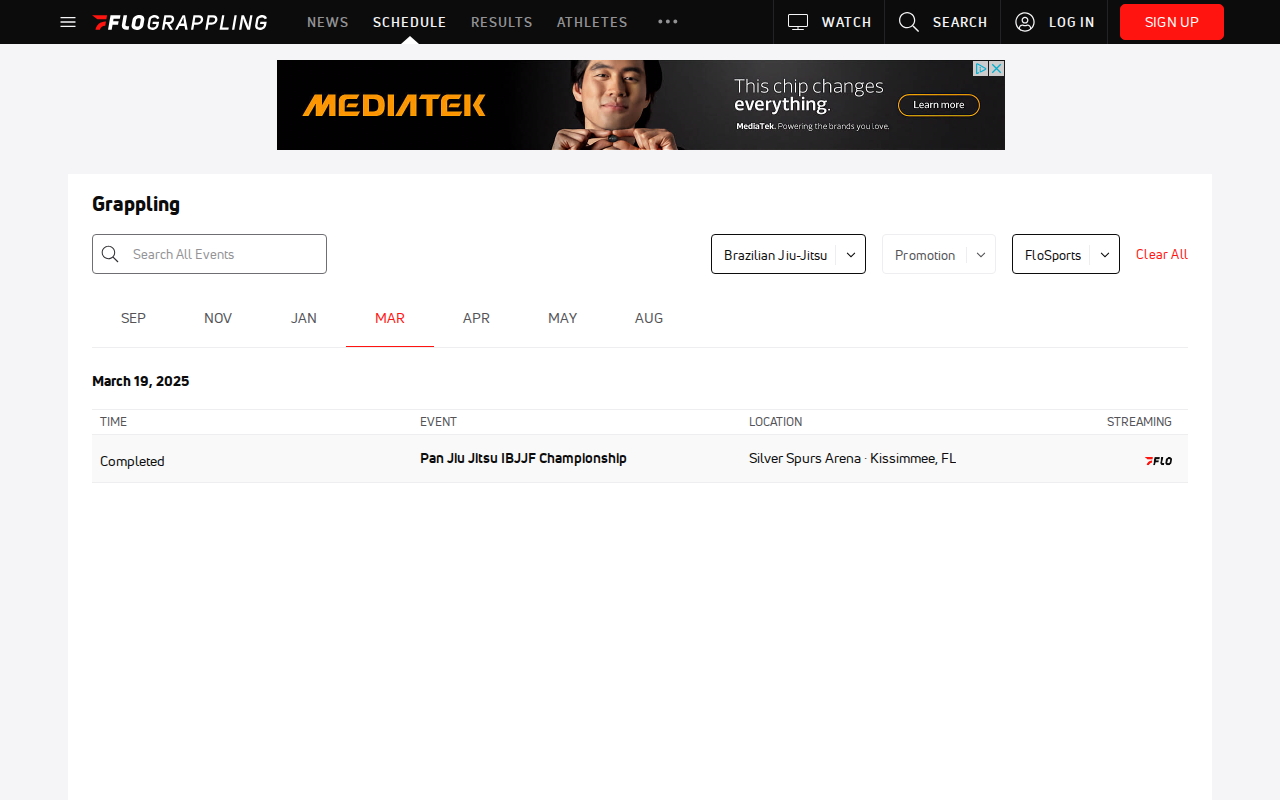 FLOGRAPPLING NEWS SCHEDULE RESULTS ATHLETES WATCH SEARCH LOG IN SIGN UP
MEDIATEK
This chip changes
everything.
MediaTek. Powering the brands you love.
Learn more
Grappling
Search All Events Brazilian Jiu-Jitsu Promotion FloSports Clear All
SEP NOV JAN MAR APR MAY AUG
March 19, 2025
TIME EVENT LOCATION STREAMING
Completed Pan Jiu Jitsu IBJJF Championship Silver Spurs Arena · Kissimmee, FL FLO